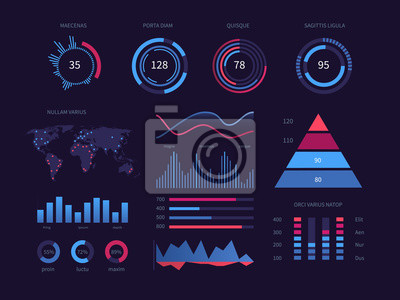 MAECENAS
PORTA DIAM
QUISQUE
SAGITTIS LIGULA
35
128
78
95
NULLAM VARIUS
120
110
90
80
700
400
500
800
ORCI VARIUS NATOP
400 Elit
300 Aen
200 Nur
100 Dus
55%
72%
89%
proin
luctu
maxim